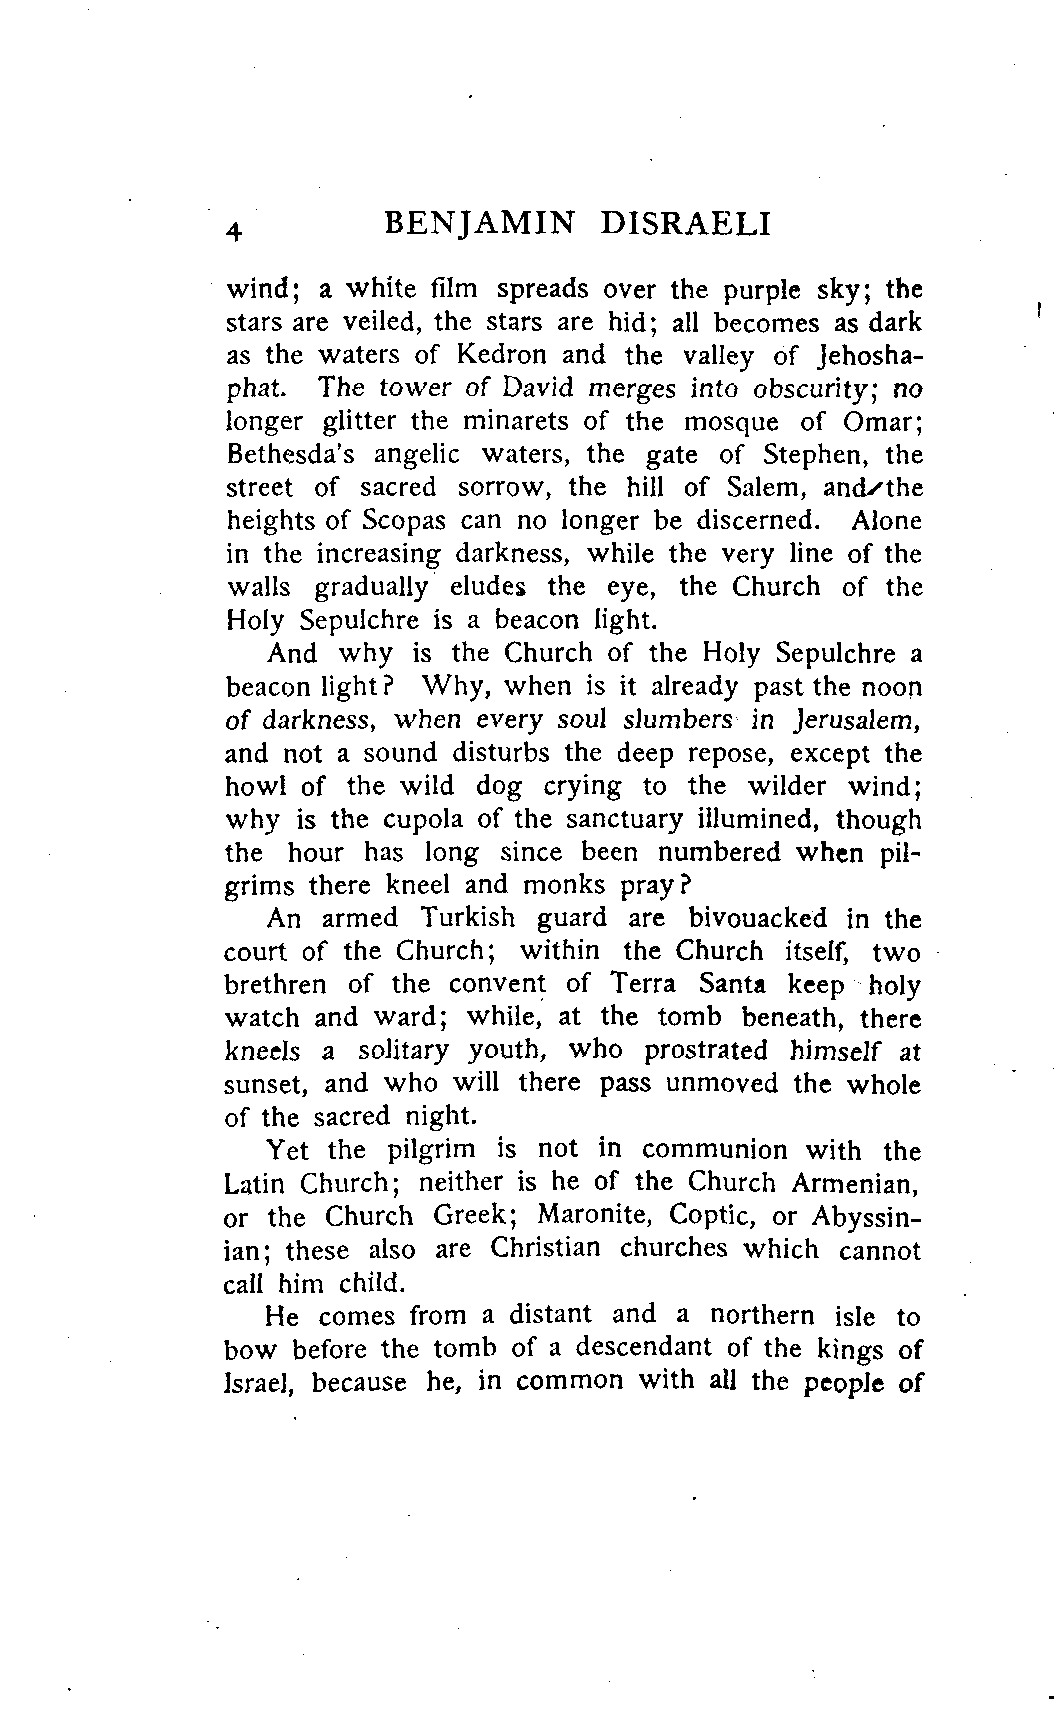 4 BENJAMIN DISRAELI
wind; a white film spreads over the purple sky; the
stars are veiled, the stars are hid; all becomes as dark
as the waters of Kedron and the valley of Jehosha-
phat. The tower of David merges into obscurity; no
longer glitter the minarets of the mosque of Omar;
Bethesda's angelic waters, the gate of Stephen, the
street of sacred sorrow, the hill of Salem, and the
heights of Scopas can no longer be discerned. Alone
in the increasing darkness, while the very line of the
walls gradually eludes the eye, the Church of the
Holy Sepulchre is a beacon light.
And why is the Church of the Holy Sepulchre a
beacon light? Why, when is it already past the noon
of darkness, when every soul slumbers in Jerusalem,
and not a sound disturbs the deep repose, except the
howl of the wild dog crying to the wilder wind;
why is the cupola of the sanctuary illumined, though
the hour has long since been numbered when pil-
grims there kneel and monks pray?
An armed Turkish guard are bivouacked in the
court of the Church; within the Church itself, two
brethren of the convent of Terra Santa keep holy
watch and ward; while, at the tomb beneath, there
kneels a solitary youth, who prostrated himself at
sunset, and who will there pass unmoved the whole
of the sacred night.
Yet the pilgrim is not in communion with the
Latin Church; neither is he of the Church Armenian,
or the Church Greek; Maronite, Coptic, or Abyssin-
ian; these also are Christian churches which cannot
call him child.
He comes from a distant and a northern isle to
bow before the tomb of a descendant of the kings of
Israel, because he, in common with all the people of